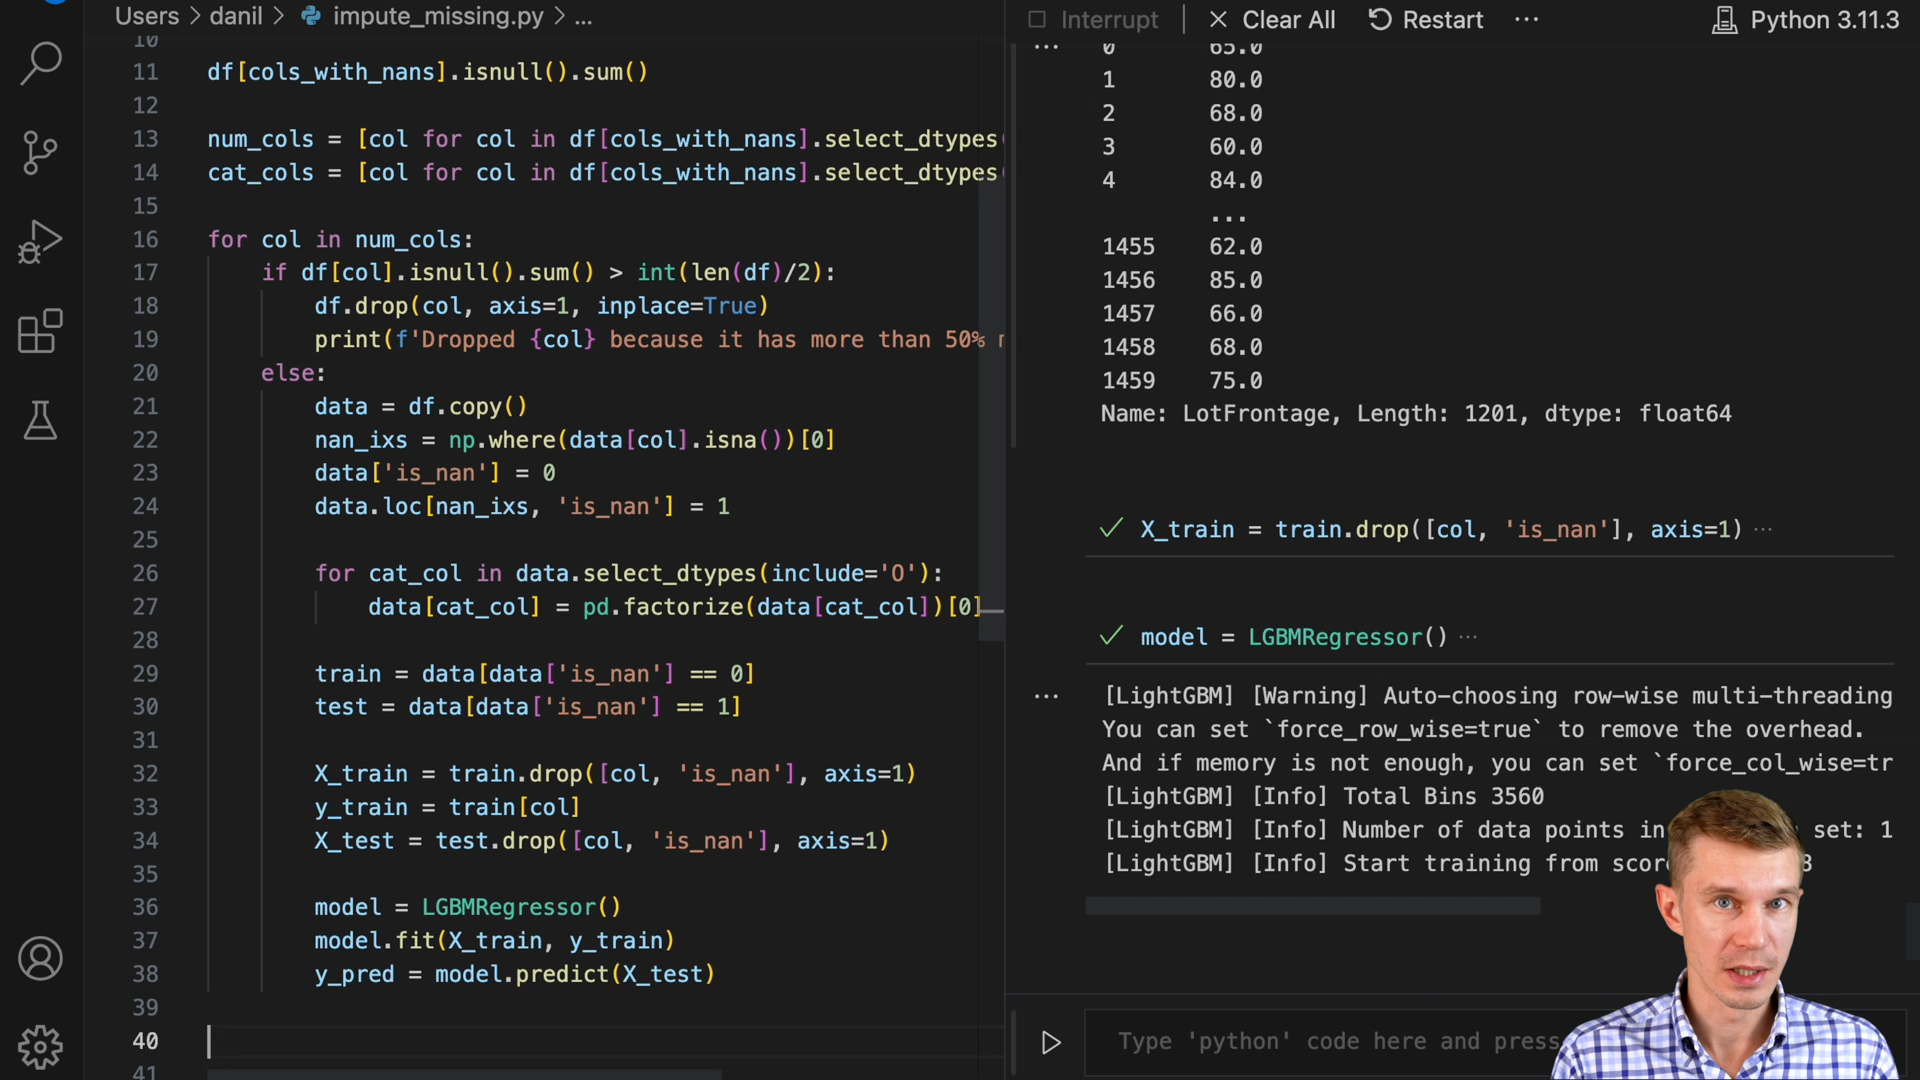 Users > danil > impute_missing.py > ...
10
11 df[cols_with_nans].isnull().sum()
12
13 num_cols = [col for col in df[cols_with_nans].select_dtypes(
14 cat_cols = [col for col in df[cols_with_nans].select_dtypes(
15
16 for col in num_cols:
17 if df[col].isnull().sum() > int(len(df)/2):
18 df.drop(col, axis=1, inplace=True)
19 print(f'Dropped {col} because it has more than 50%
20 else:
21 data = df.copy()
22 nan_ixs = np.where(data[col].isna())[0]
23 data['is_nan'] = 0
24 data.loc[nan_ixs, 'is_nan'] = 1
25
26 for cat_col in data.select_dtypes(include='O'):
27 data[cat_col] = pd.factorize(data[cat_col])[0]
28
29 train = data[data['is_nan'] == 0]
30 test = data[data['is_nan'] == 1]
31
32 X_train = train.drop([col, 'is_nan'], axis=1)
33 y_train = train[col]
34 X_test = test.drop([col, 'is_nan'], axis=1)
35
36 model = LGBMRegressor()
37 model.fit(X_train, y_train)
38 y_pred = model.predict(X_test)
39
40
41
Interrupt | × Clear All Restart ... Python 3.11.3
0 65.0
1 80.0
2 68.0
3 60.0
4 84.0
...
1455 62.0
1456 85.0
1457 66.0
1458 68.0
1459 75.0
Name: LotFrontage, Length: 1201, dtype: float64
✓ X_train = train.drop([col, 'is_nan'], axis=1) ...
✓ model = LGBMRegressor() ...
[LightGBM] [Warning] Auto-choosing row-wise multi-threading
You can set `force_row_wise=true` to remove the overhead.
And if memory is not enough, you can set `force_col_wise=tr
[LightGBM] [Info] Total Bins 3560
[LightGBM] [Info] Number of data points in set: 1
[LightGBM] [Info] Start training from scor
Type 'python' code here and press